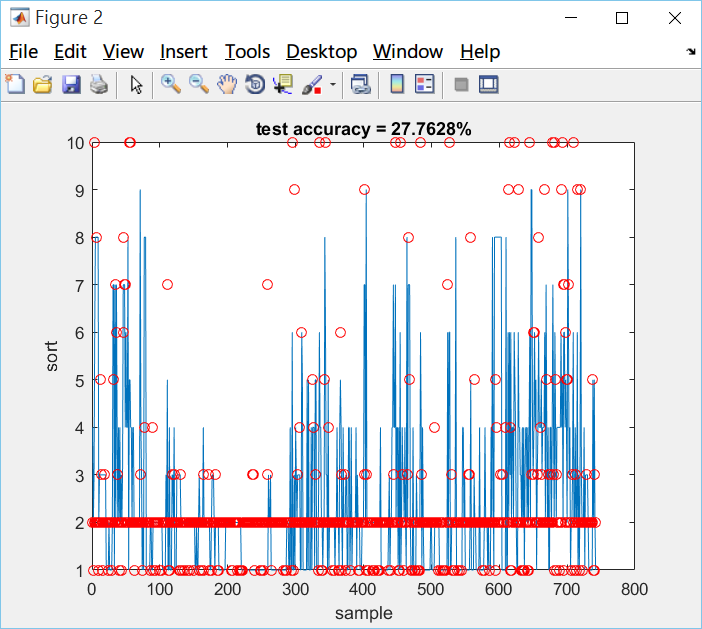 Figure 2
File Edit View Insert Tools Desktop Window Help
test accuracy = 27.7628%
10
9
8
7
6
5
4
3
2
1
sort
0 100 200 300 400 500 600 700 800
sample